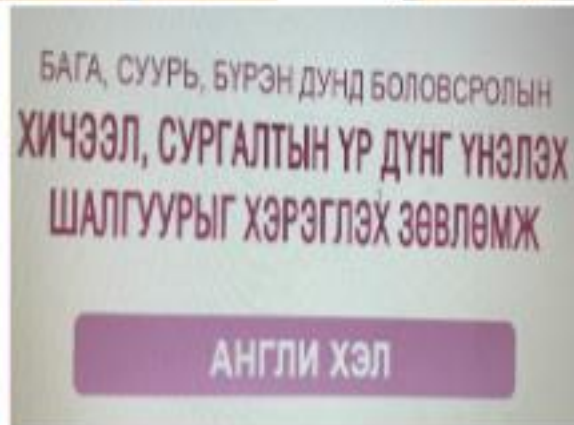 БАГА, СУУРЬ, БҮРЭН ДУНД БОЛОВСРОЛЫН
ХИЧЭЭЛ, СУРГАЛТЫН ҮР ДҮНГ ҮНЭЛЭХ
ШАЛГУУРЫГ ХЭРЭГЛЭХ ЗӨВЛӨМЖ
АНГЛИ ХЭЛ